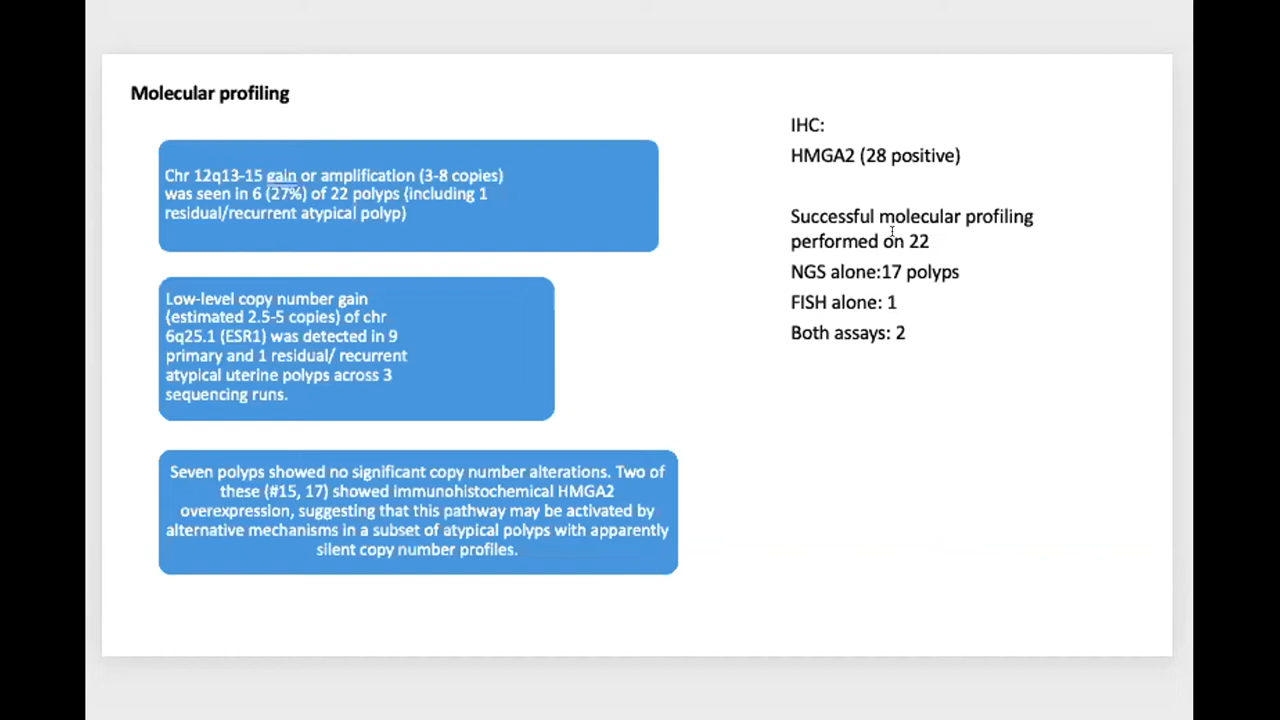 Molecular profiling
Chr 12q13-15 gain or amplification (3-8 copies)
was seen in 6 (27%) of 22 polyps (including 1
residual/recurrent atypical polyp)
Low-level copy number gain
(estimated 2.5-5 copies) of chr
6q25.1 (ESR1) was detected in 9
primary and 1 residual/ recurrent
atypical uterine polyps across 3
sequencing runs.
Seven polyps showed no significant copy number alterations. Two of
these (#15, 17) showed immunohistochemical HMGA2
overexpression, suggesting that this pathway may be activated by
alternative mechanisms in a subset of atypical polyps with apparently
silent copy number profiles.
IHC:
HMGA2 (28 positive)
Successful molecular profiling
performed on 22
NGS alone:17 polyps
FISH alone: 1
Both assays: 2